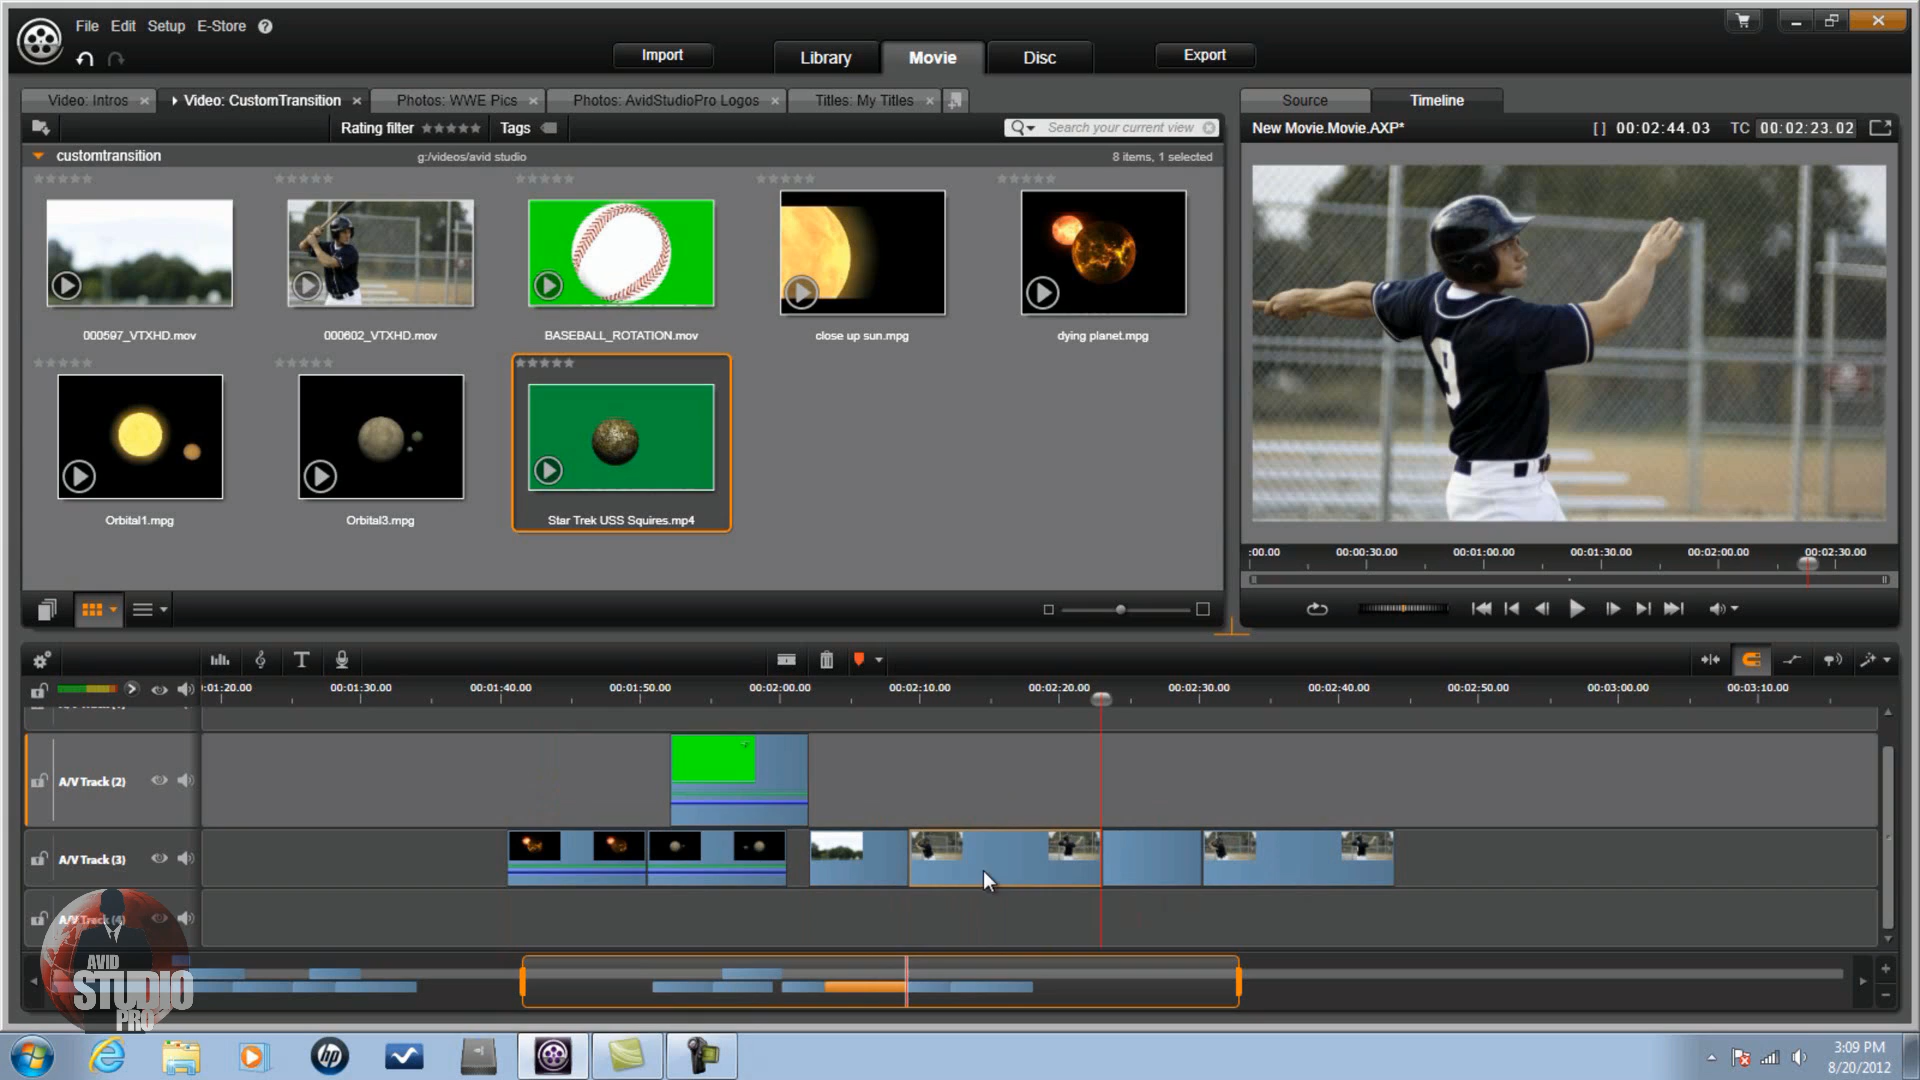 File Edit Setup E-Store ?
Import Library Movie Disc Export
Video: Intros Video: CustomTransition Photos: WWE Pics Photos: AvidStudioPro Logos Titles: My Titles
Source Timeline
Rating filter Tags Search your current view
New Movie.Movie.AXP* [ ] 00:02:44.03 TC 00:02:23.02
customtransition g:/videos/avid studio 8 items, 1 selected
000597_VTXHD.mov 000602_VTXHD.mov BASEBALL_ROTATION.mov close up sun.mpg dying planet.mpg
9
Orbital1.mpg Orbital3.mpg Star Trek USS Squires.mp4
:00.00 00:00:30.00 00:01:00.00 00:01:30.00 00:02:00.00 00:02:30.00
T
:01:20.00 00:01:30.00 00:01:40.00 00:01:50.00 00:02:00.00 00:02:10.00 00:02:20.00 00:02:30.00 00:02:40.00 00:02:50.00 00:03:00.00 00:03:10.00
A/V Track (2)
A/V Track (3)
A/V Track (4)
AVID
STUDIO
PRO
hp
3:09 PM
8/20/2012